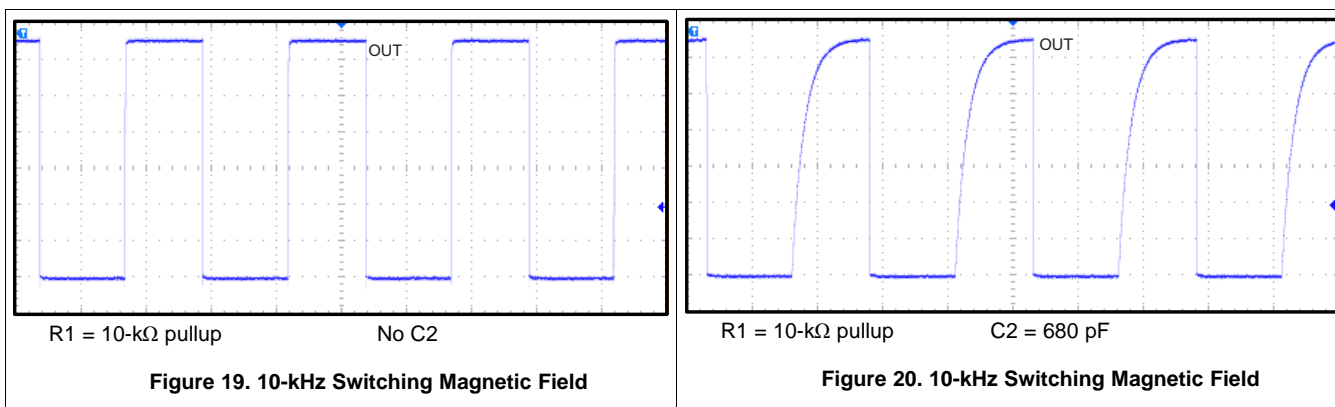 OUT
R1 = 10-kΩ pullup No C2
Figure 19. 10-kHz Switching Magnetic Field
OUT
R1 = 10-kΩ pullup C2 = 680 pF
Figure 20. 10-kHz Switching Magnetic Field